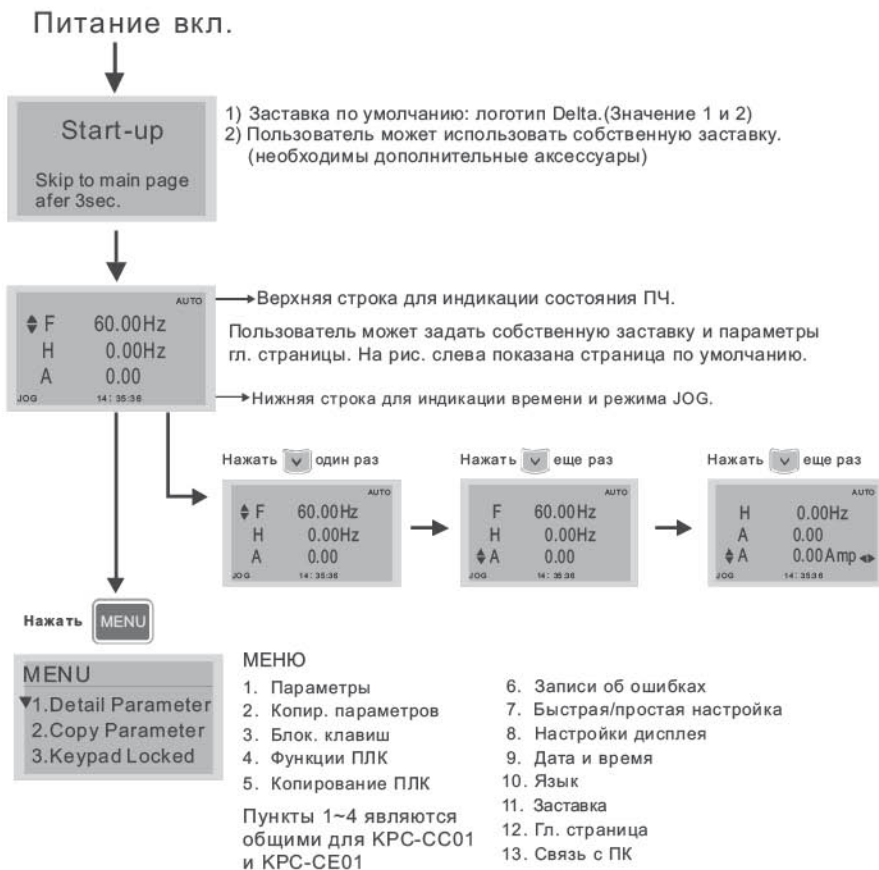 Питание вкл.
Start-up
Skip to main page
afer 3sec.
1) Заставка по умолчанию: логотип Delta.(Значение 1 и 2)
2) Пользователь может использовать собственную заставку.
(необходимы дополнительные аксессуары)
AUTO
F 60.00Hz
H 0.00Hz
A 0.00
JOG 14:35:36
Верхняя строка для индикации состояния ПЧ.
Пользователь может задать собственную заставку и параметры
гл. страницы. На рис. слева показана страница по умолчанию.
Нижняя строка для индикации времени и режима JOG.
Нажать один раз
AUTO
F 60.00Hz
H 0.00Hz
A 0.00
JOG 14:35:36
Нажать еще раз
AUTO
F 60.00Hz
H 0.00Hz
A 0.00
JOG 14:35:36
Нажать еще раз
AUTO
H 0.00Hz
A 0.00
A 0.00Amp
JOG 14:35:36
Нажать MENU
MENU
1.Detail Parameter
2.Copy Parameter
3.Keypad Locked
МЕНЮ
1. Параметры
2. Копир. параметров
3. Блок. клавиш
4. Функции ПЛК
5. Копирование ПЛК
Пункты 1~4 являются
общими для KPC-CC01
и KPC-CE01
6. Записи об ошибках
7. Быстрая/простая настройка
8. Настройки дисплея
9. Дата и время
10. Язык
11. Заставка
12. Гл. страница
13. Связь с ПК